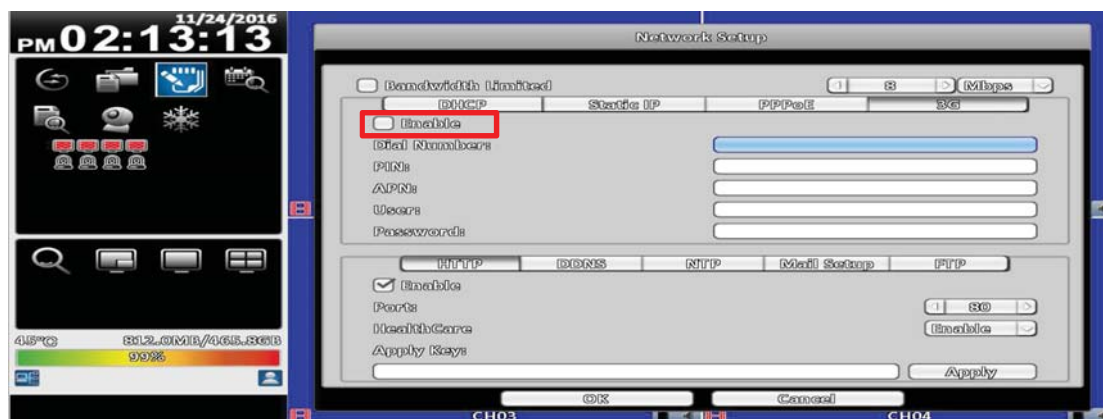 11/24/2016
PM 02:13:13
45°C 812.0MB/465.8GB
99%
Network Setup
Bandwidth Limited 8 Mbps
DHCP Static IP PPPoE 3G
Enable
Dial Number:
PIN:
APN:
User:
Password:
HTTP DDNS NTP Mail Setup FTP
Enable
Port: 80
HealthCare Enable
Apply Key:
Apply
OK Cancel
CH03 CH04